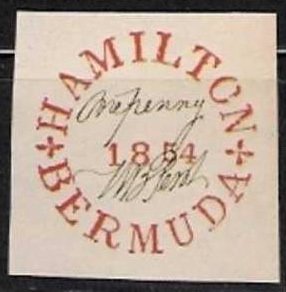 HAMILTON
One penny
1854
W B Perot
BERMUDA